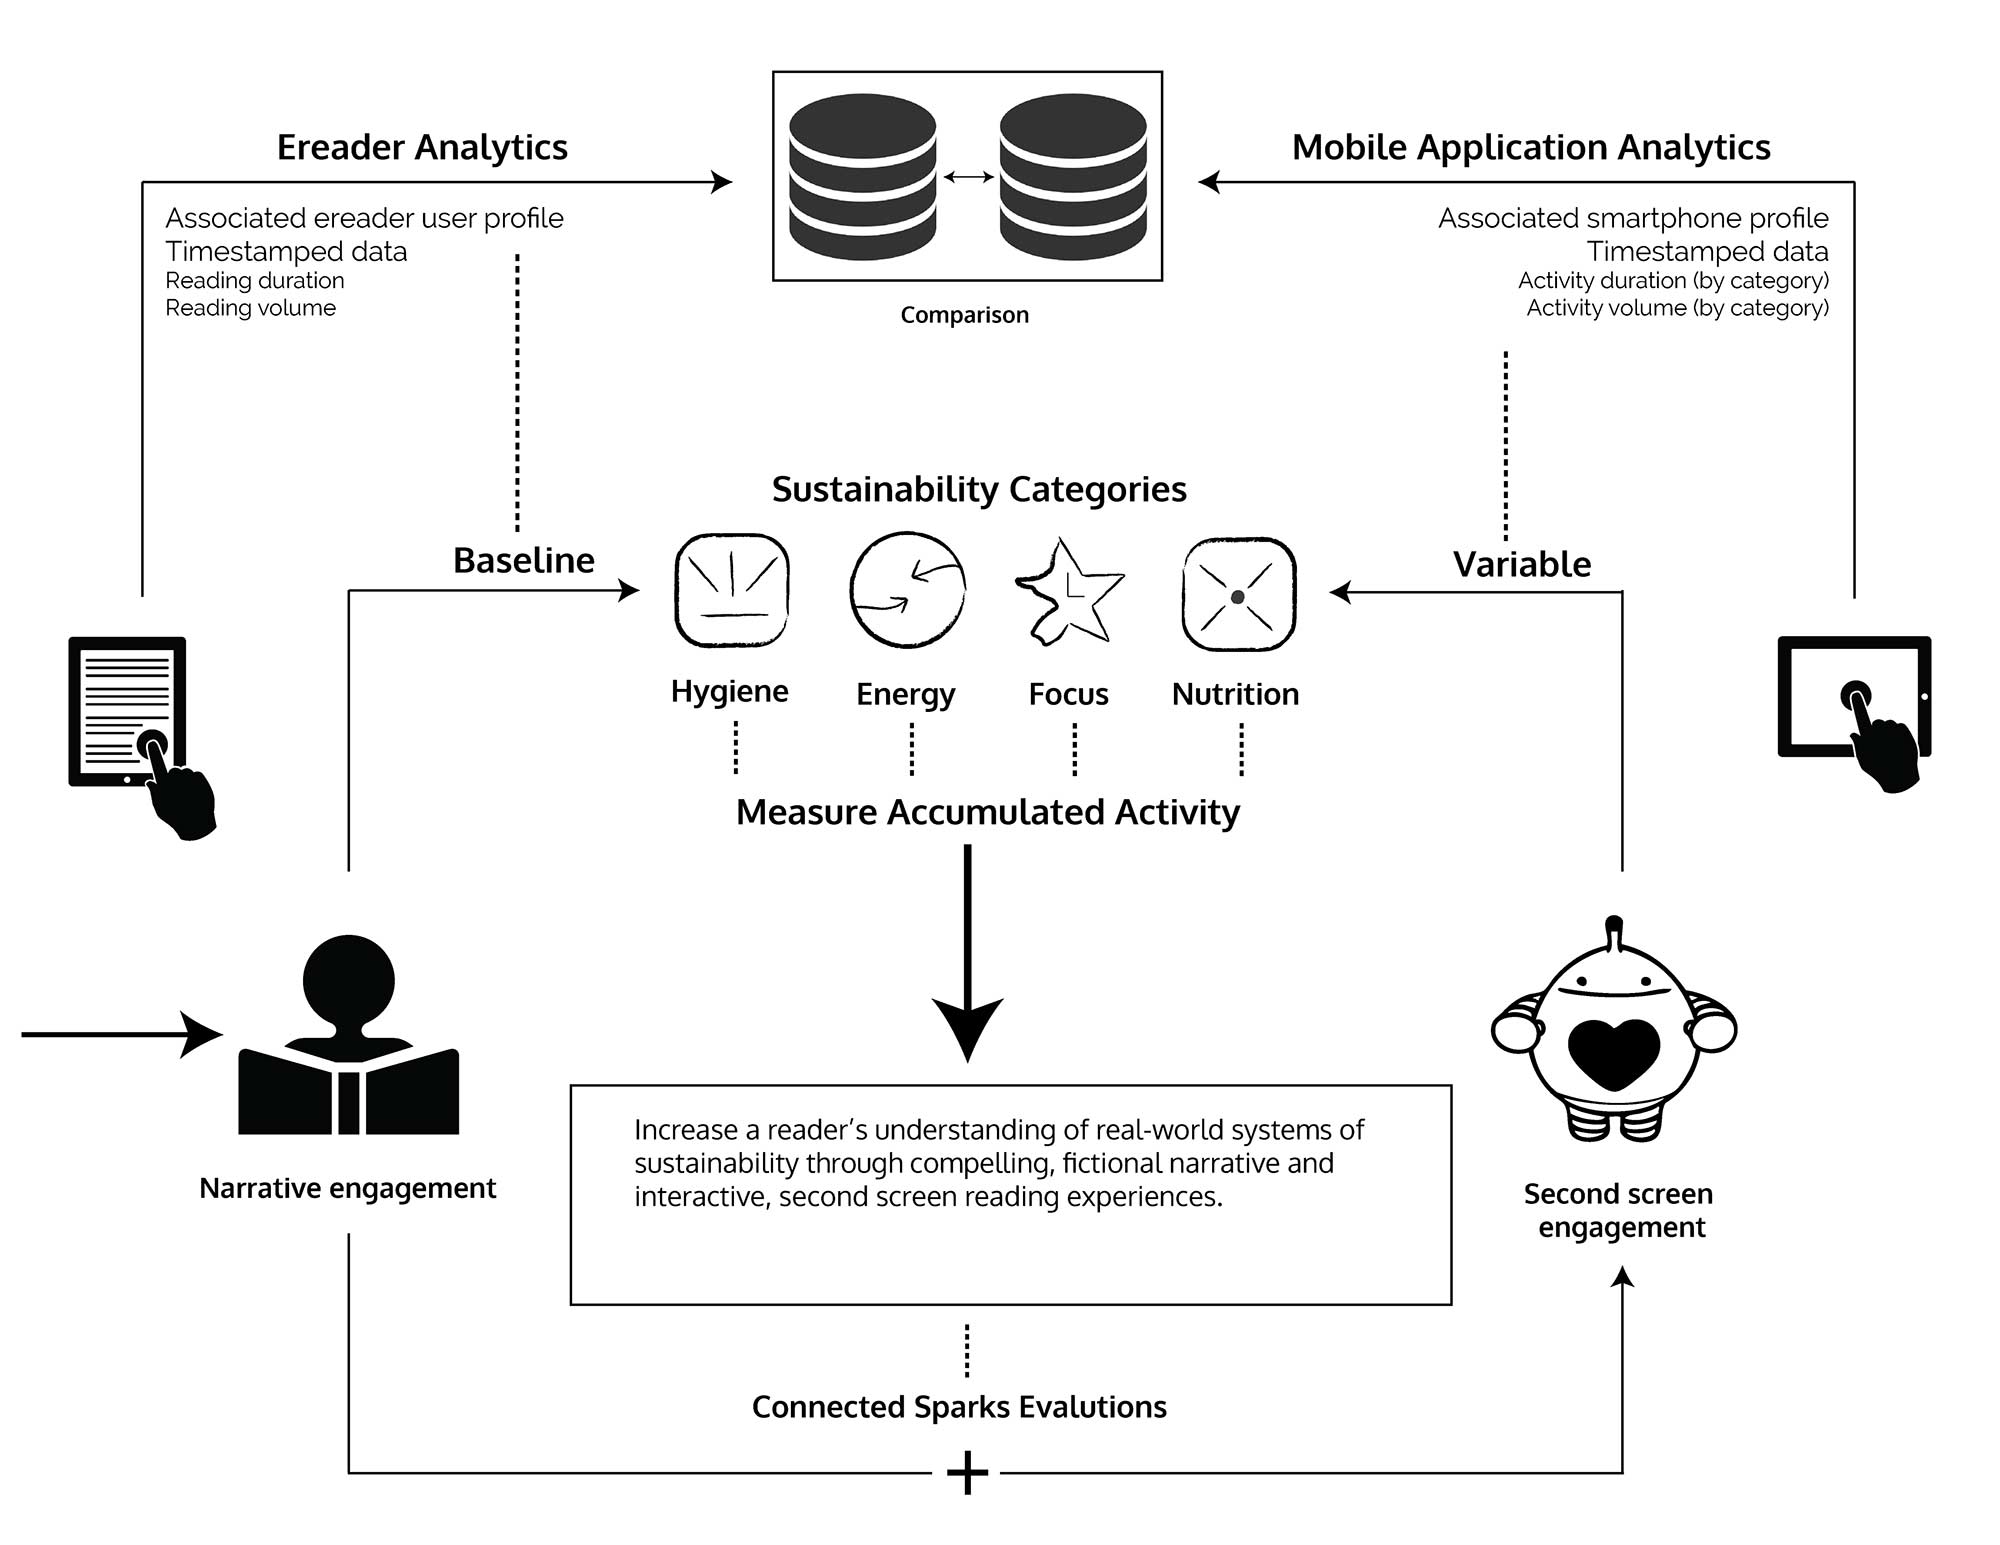 Ereader Analytics
Associated ereader user profile
Timestamped data
Reading duration
Reading volume
Comparison
Mobile Application Analytics
Associated smartphone profile
Timestamped data
Activity duration (by category)
Activity volume (by category)
Baseline
Sustainability Categories
Variable
Hygiene
Energy
Focus
Nutrition
Measure Accumulated Activity
Narrative engagement
Increase a reader’s understanding of real-world systems of
sustainability through compelling, fictional narrative and
interactive, second screen reading experiences.
Second screen
engagement
Connected Sparks Evalutions
+